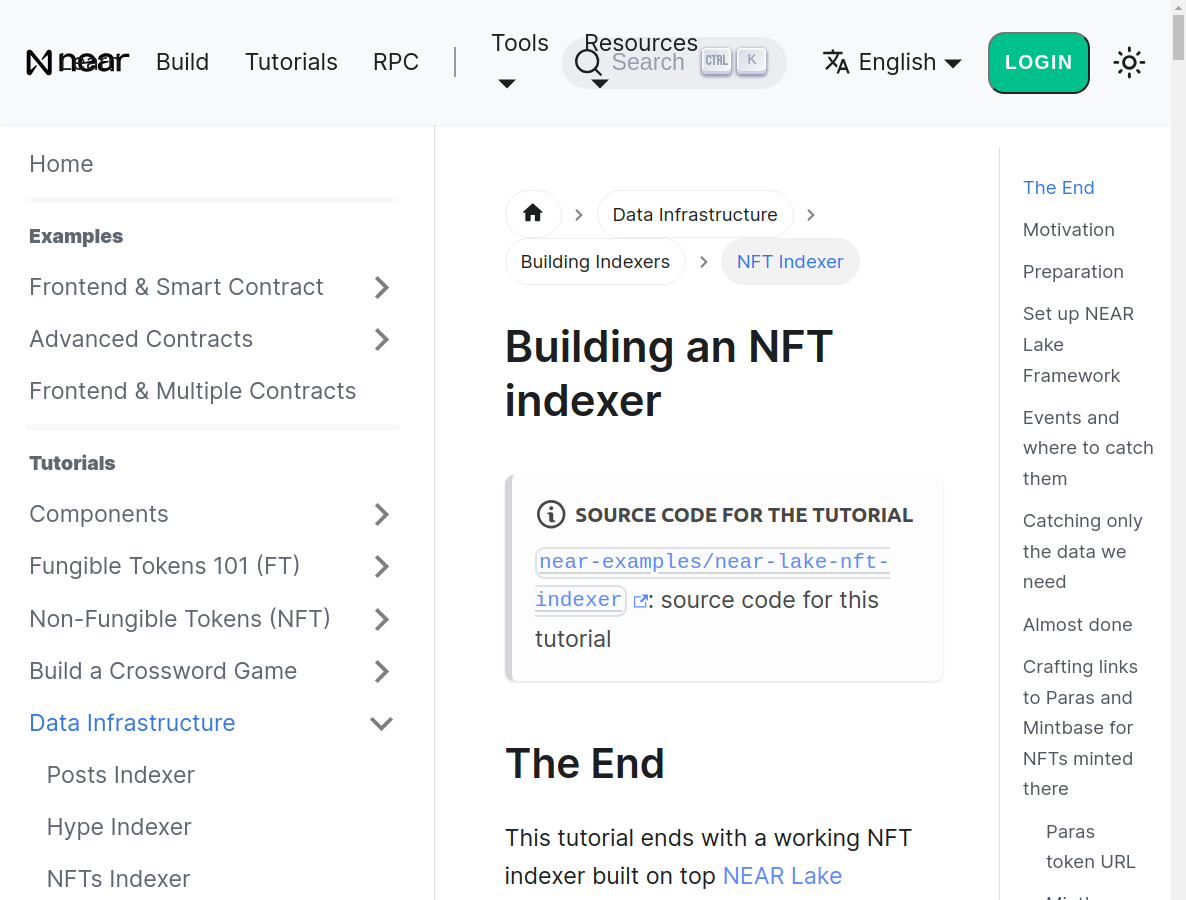 near
Learn
Build
Tutorials
RPC
Tools
Resources
Search
CTRL
K
English
LOGIN
Home
Examples
Frontend & Smart Contract
Advanced Contracts
Frontend & Multiple Contracts
Tutorials
Components
Fungible Tokens 101 (FT)
Non-Fungible Tokens (NFT)
Build a Crossword Game
Data Infrastructure
Posts Indexer
Hype Indexer
NFTs Indexer
Data Infrastructure
Building Indexers
NFT Indexer
Building an NFT
indexer
SOURCE CODE FOR THE TUTORIAL
near-examples/near-lake-nft-
indexer : source code for this
tutorial
The End
This tutorial ends with a working NFT
indexer built on top NEAR Lake
The End
Motivation
Preparation
Set up NEAR
Lake
Framework
Events and
where to catch
them
Catching only
the data we
need
Almost done
Crafting links
to Paras and
Mintbase for
NFTs minted
there
Paras
token URL